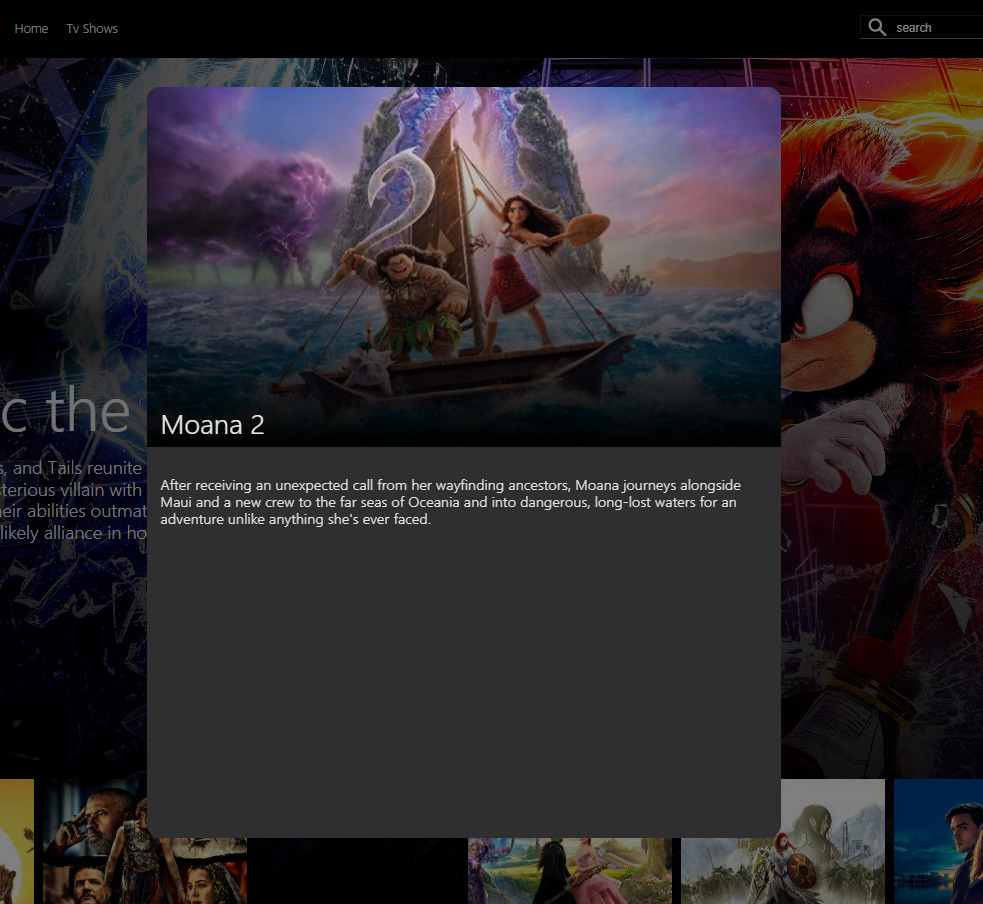 Home Tv Shows search
c the
s, and Tails reunite
sterious villain with
heir abilities outmat
likely alliance in ho
Moana 2
After receiving an unexpected call from her wayfinding ancestors, Moana journeys alongside
Maui and a new crew to the far seas of Oceania and into dangerous, long-lost waters for an
adventure unlike anything she's ever faced.